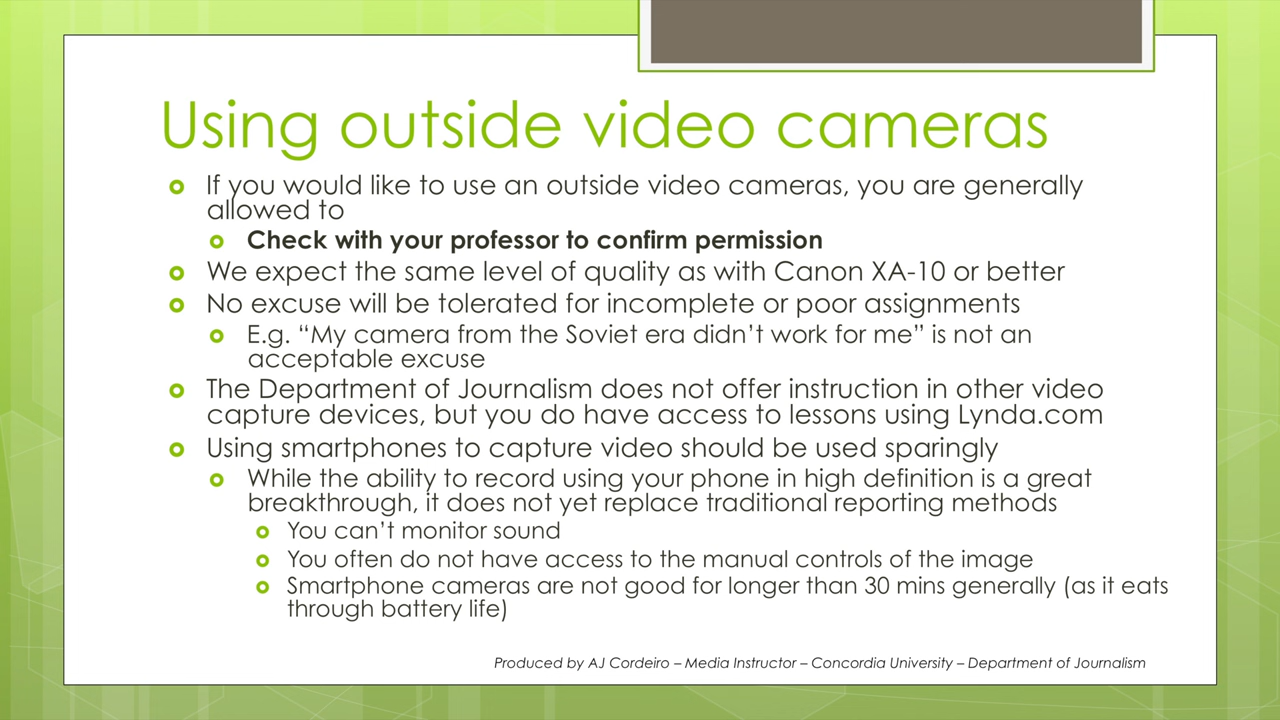 Using outside video cameras
If you would like to use an outside video cameras, you are generally
allowed to
Check with your professor to confirm permission
We expect the same level of quality as with Canon XA-10 or better
No excuse will be tolerated for incomplete or poor assignments
E.g. “My camera from the Soviet era didn’t work for me” is not an
acceptable excuse
The Department of Journalism does not offer instruction in other video
capture devices, but you do have access to lessons using Lynda.com
Using smartphones to capture video should be used sparingly
While the ability to record using your phone in high definition is a great
breakthrough, it does not yet replace traditional reporting methods
You can’t monitor sound
You often do not have access to the manual controls of the image
Smartphone cameras are not good for longer than 30 mins generally (as it eats
through battery life)
Produced by AJ Cordeiro – Media Instructor – Concordia University – Department of Journalism